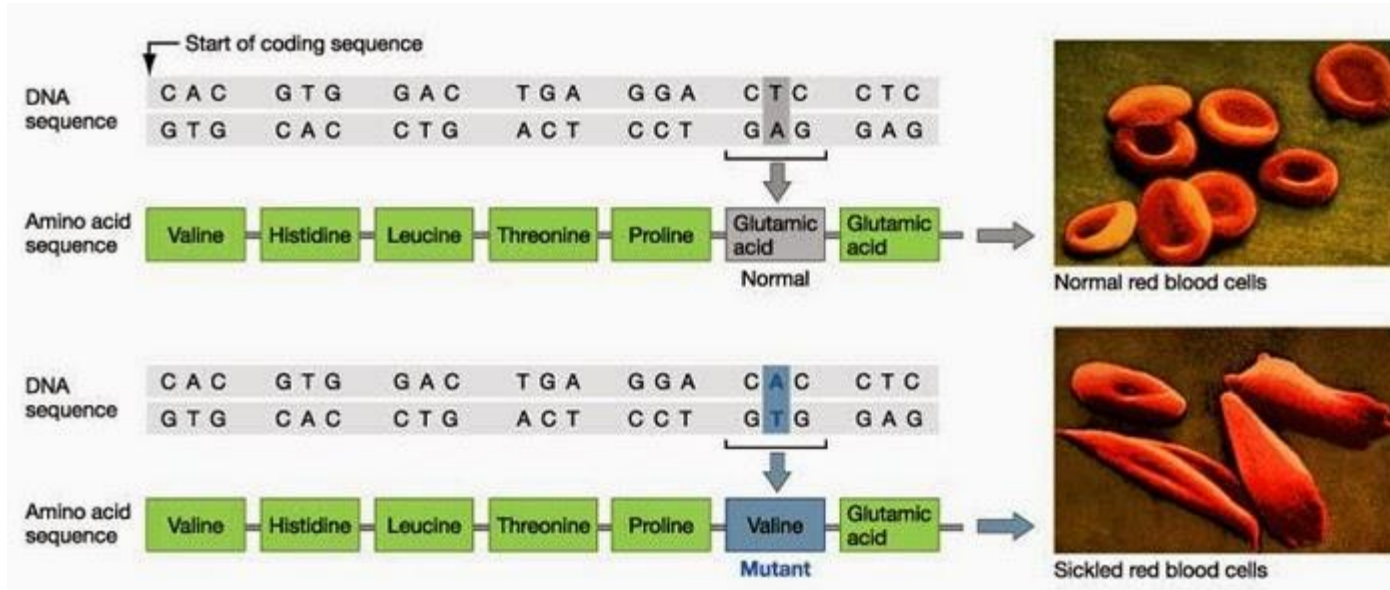 Start of coding sequence
DNA
sequence
C A C G T G G A C T G A G G A C T C C T C
G T G C A C C T G A C T C C T G A G G A G
Amino acid
sequence
Valine Histidine Leucine Threonine Proline Glutamic
acid Glutamic
acid
Normal
Normal red blood cells
DNA
sequence
C A C G T G G A C T G A G G A C A C C T C
G T G C A C C T G A C T C C T G T G G A G
Amino acid
sequence
Valine Histidine Leucine Threonine Proline Valine Glutamic
acid
Mutant
Sickled red blood cells